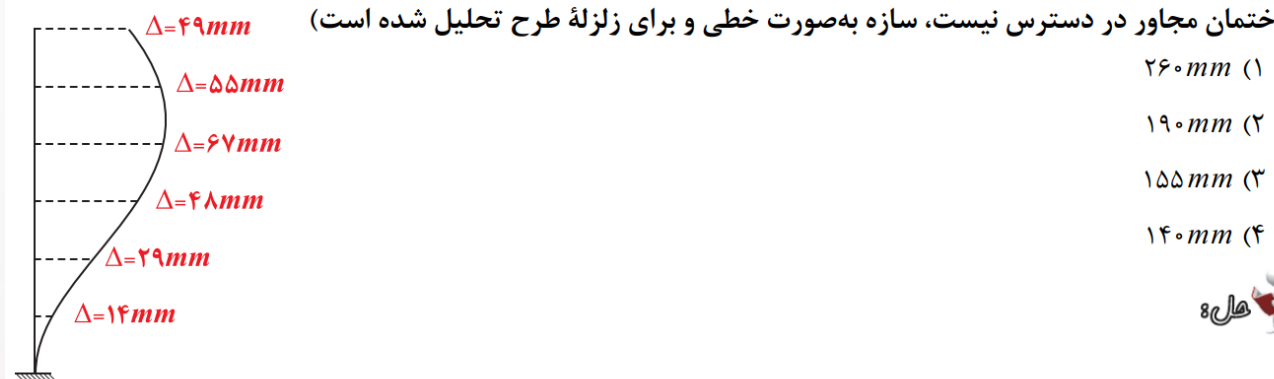 ختمان مجاور در دسترس نیست، سازه به‌صورت خطی و برای زلزلهٔ طرح تحلیل شده است)
۱) ۲۶۰mm
۲) ۱۹۰mm
۳) ۱۵۵mm
۴) ۱۴۰mm
حل:
Δ=۴۹mm
Δ=۵۵mm
Δ=۶۷mm
Δ=۴۸mm
Δ=۲۹mm
Δ=۱۴mm